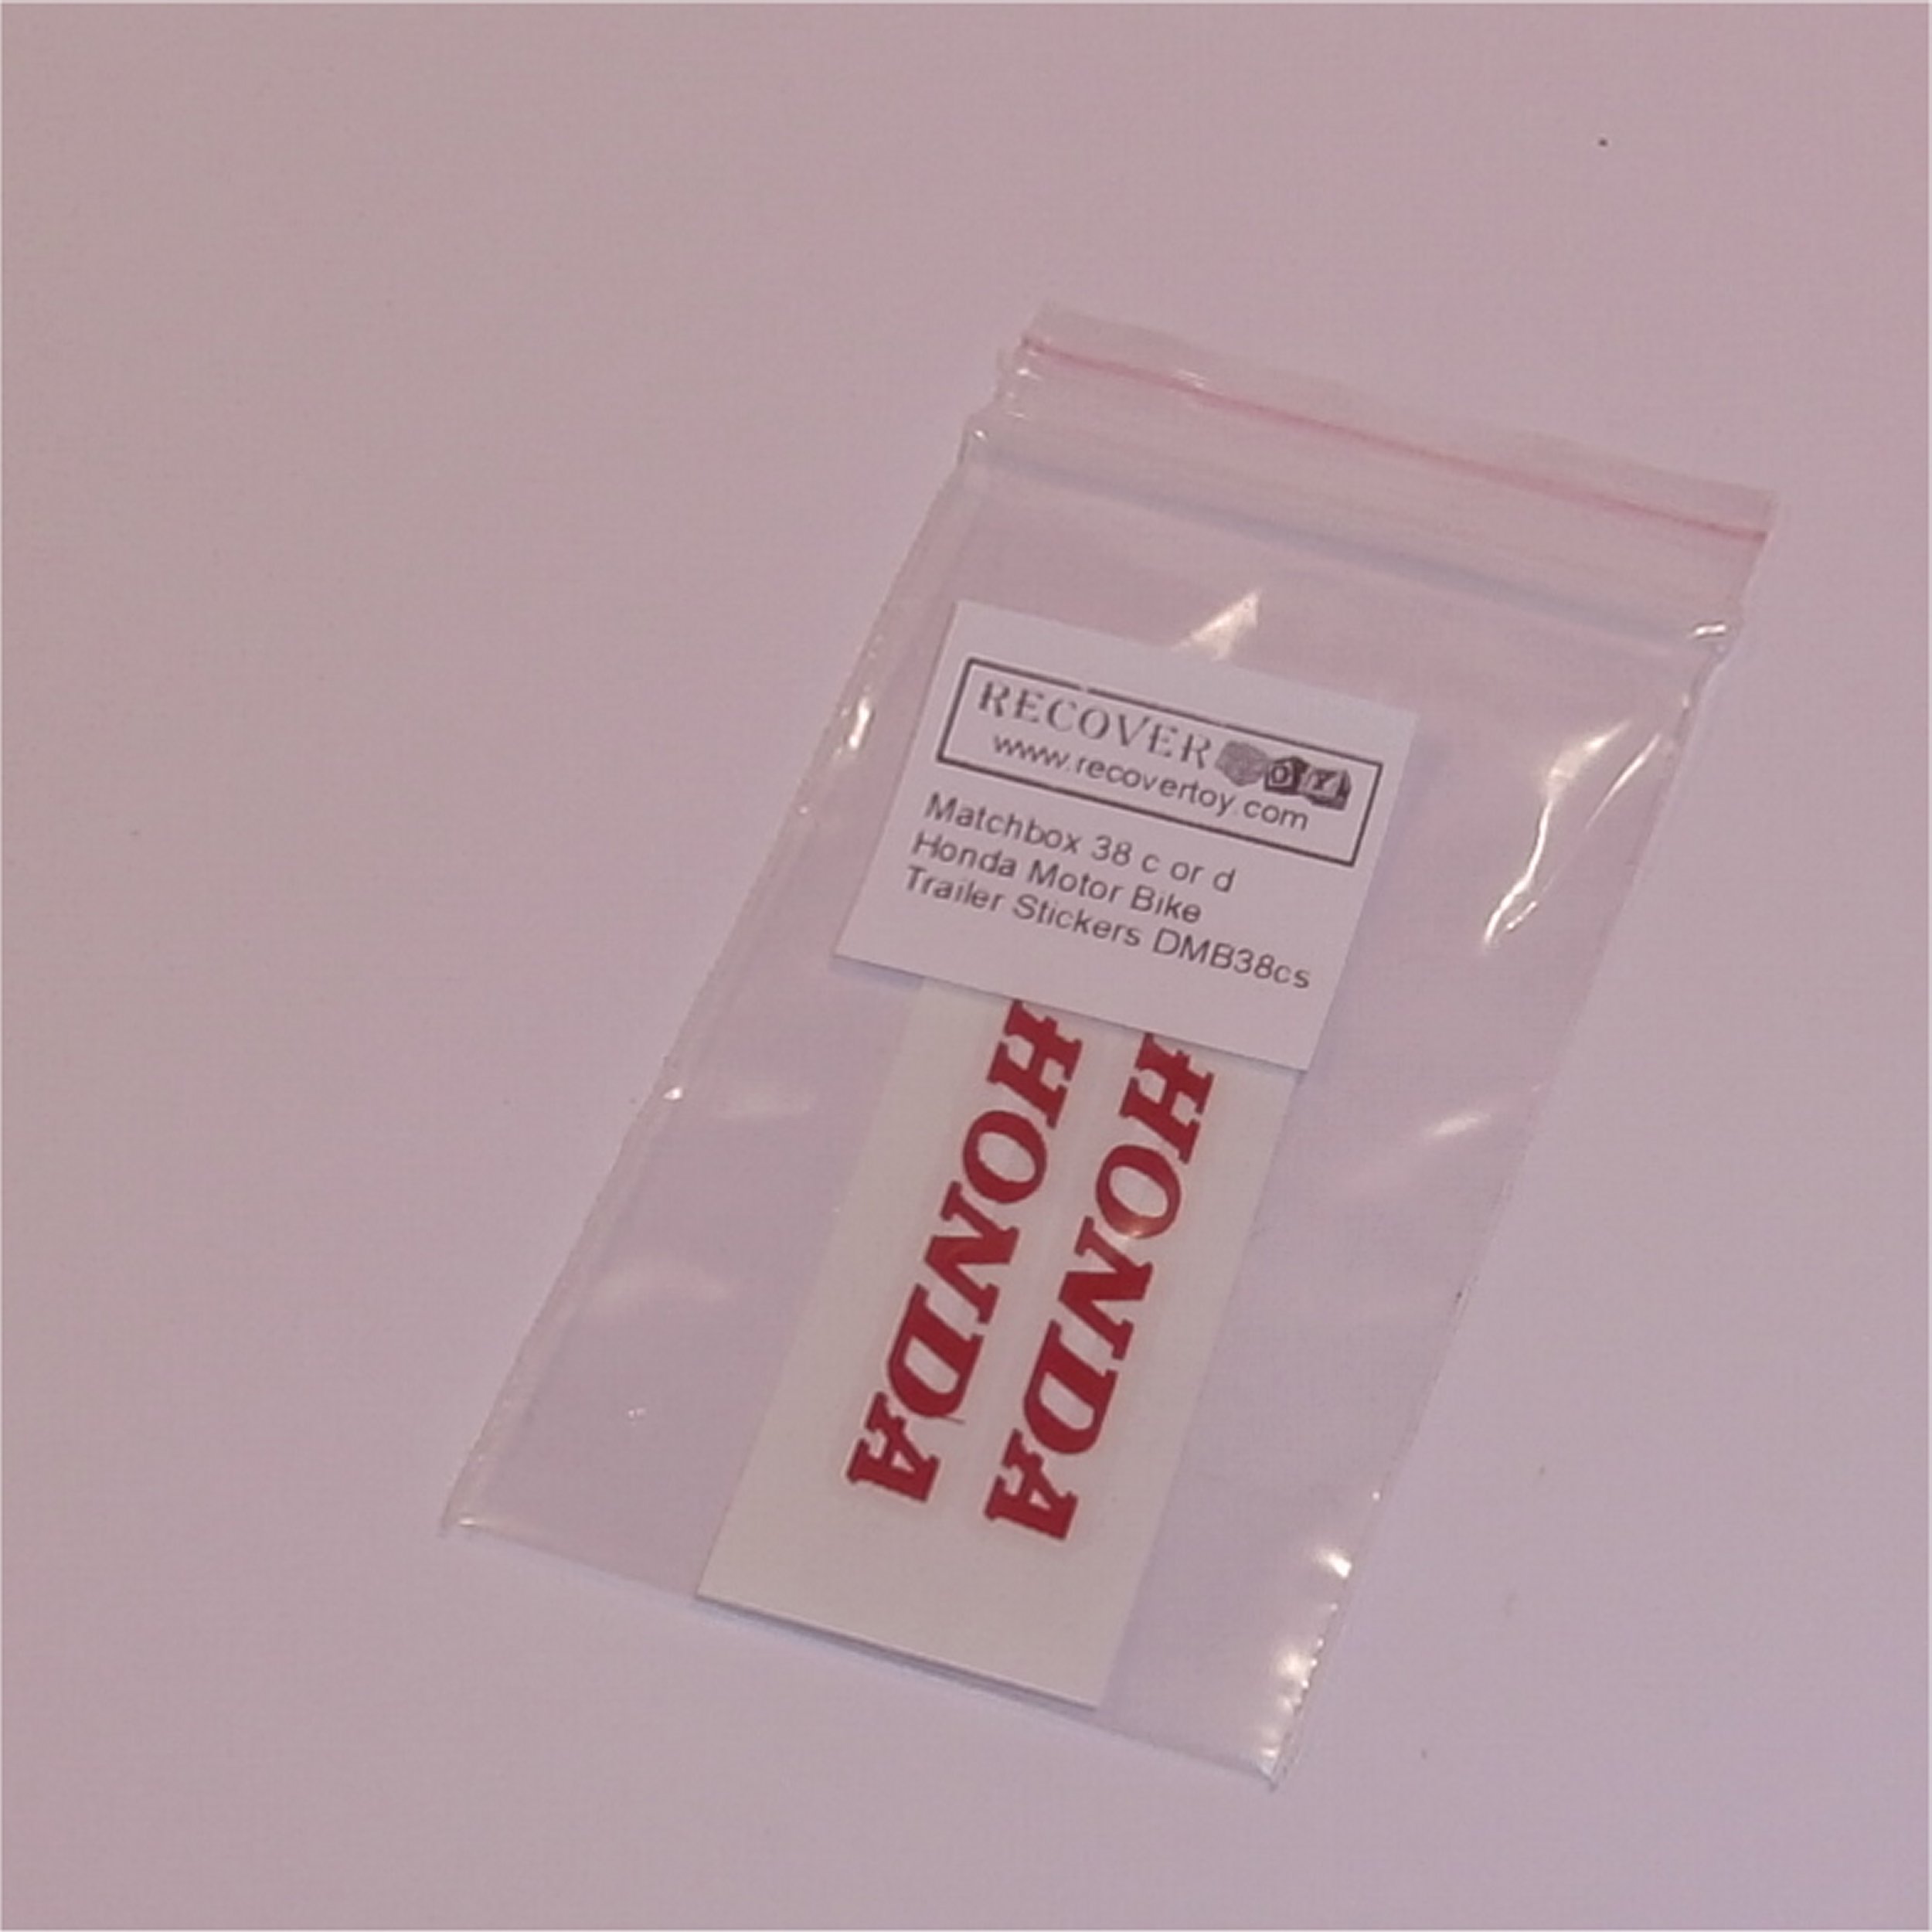 RECOVER TOY
www.recovertoy.com
Matchbox 38 c or d
Honda Motor Bike
Trailer Stickers DMB38cs
HONDA
HONDA